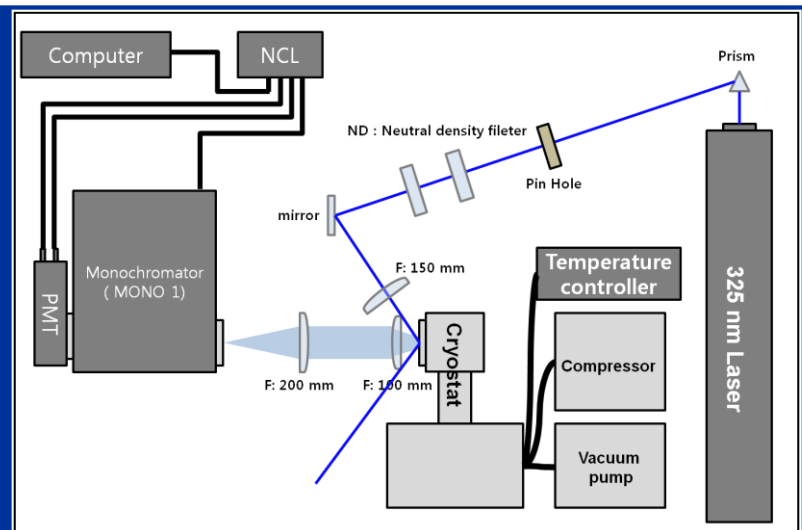 Computer
NCL
Prism
ND : Neutral density fileter
Pin Hole
mirror
Monochromator
( MONO 1)
PMT
F: 150 mm
Temperature
controller
325 nm Laser
Cryostat
Compressor
F: 200 mm
F: 100 mm
Vacuum
pump